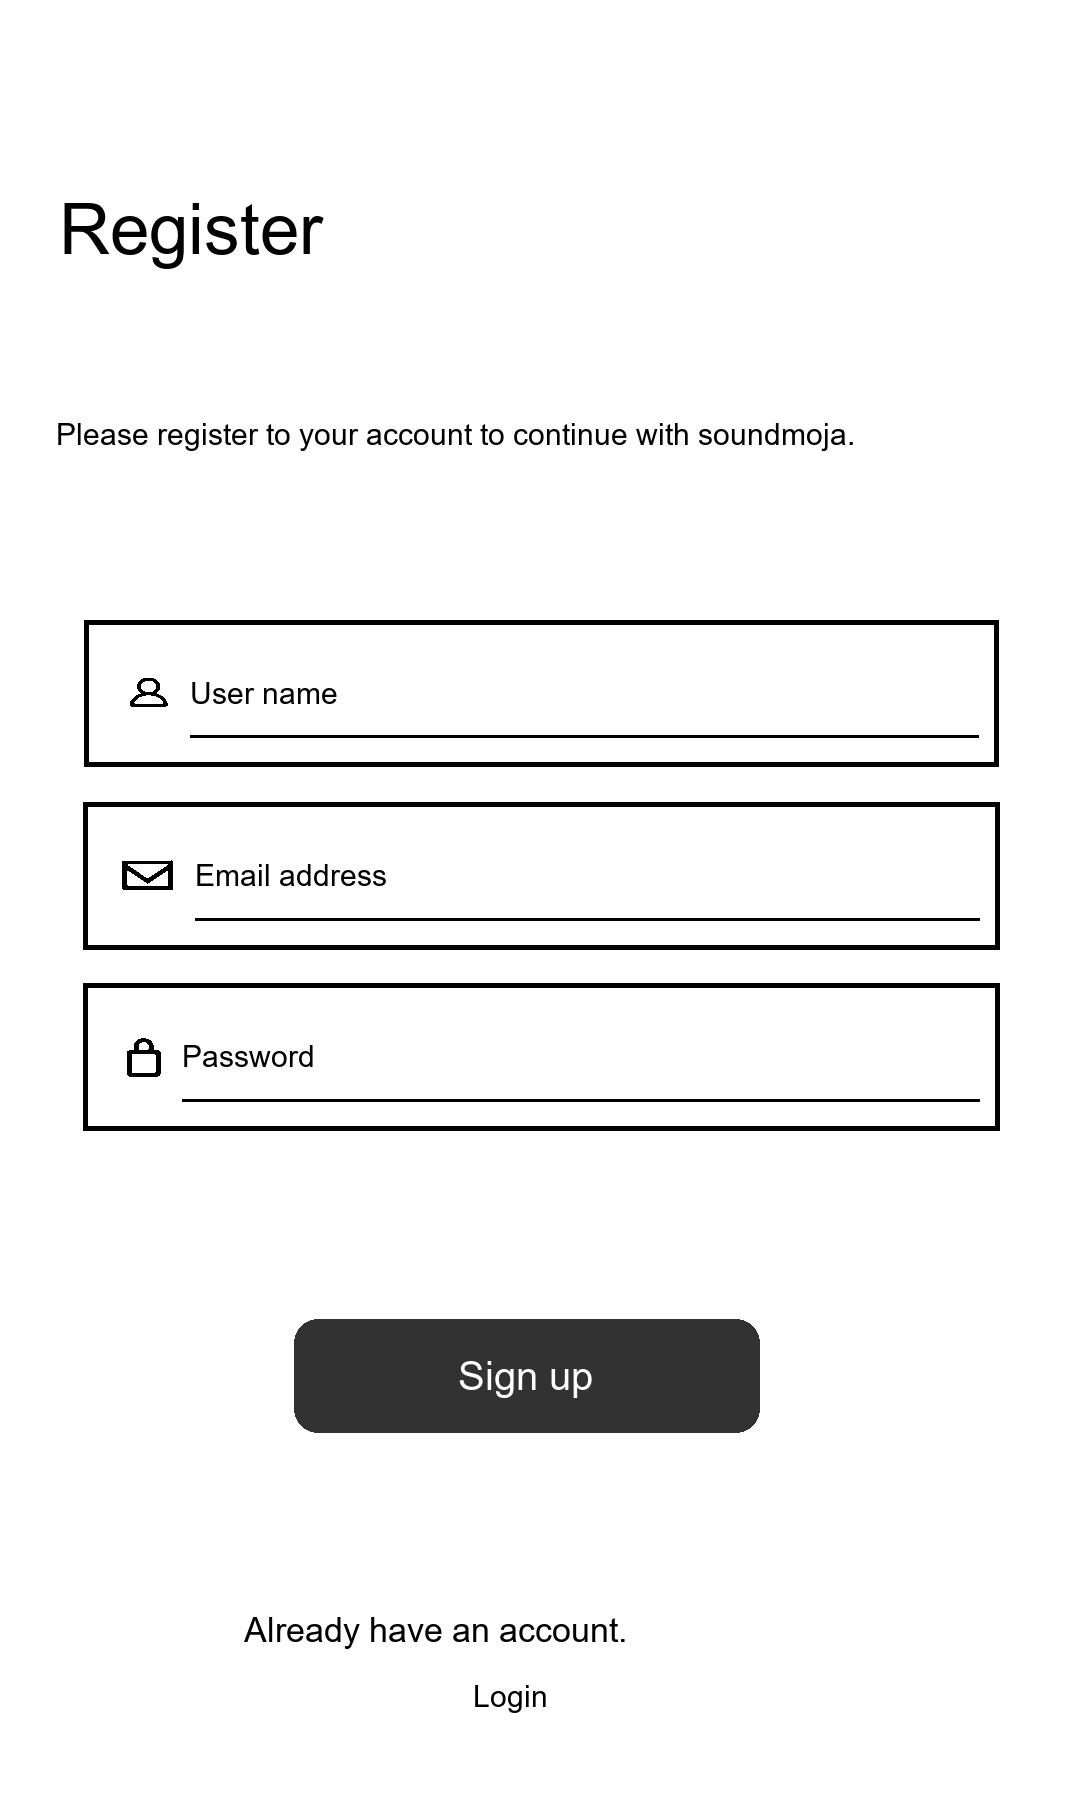 Register
Please register to your account to continue with soundmoja.
User name
Email address
Password
Sign up
Already have an account.
Login